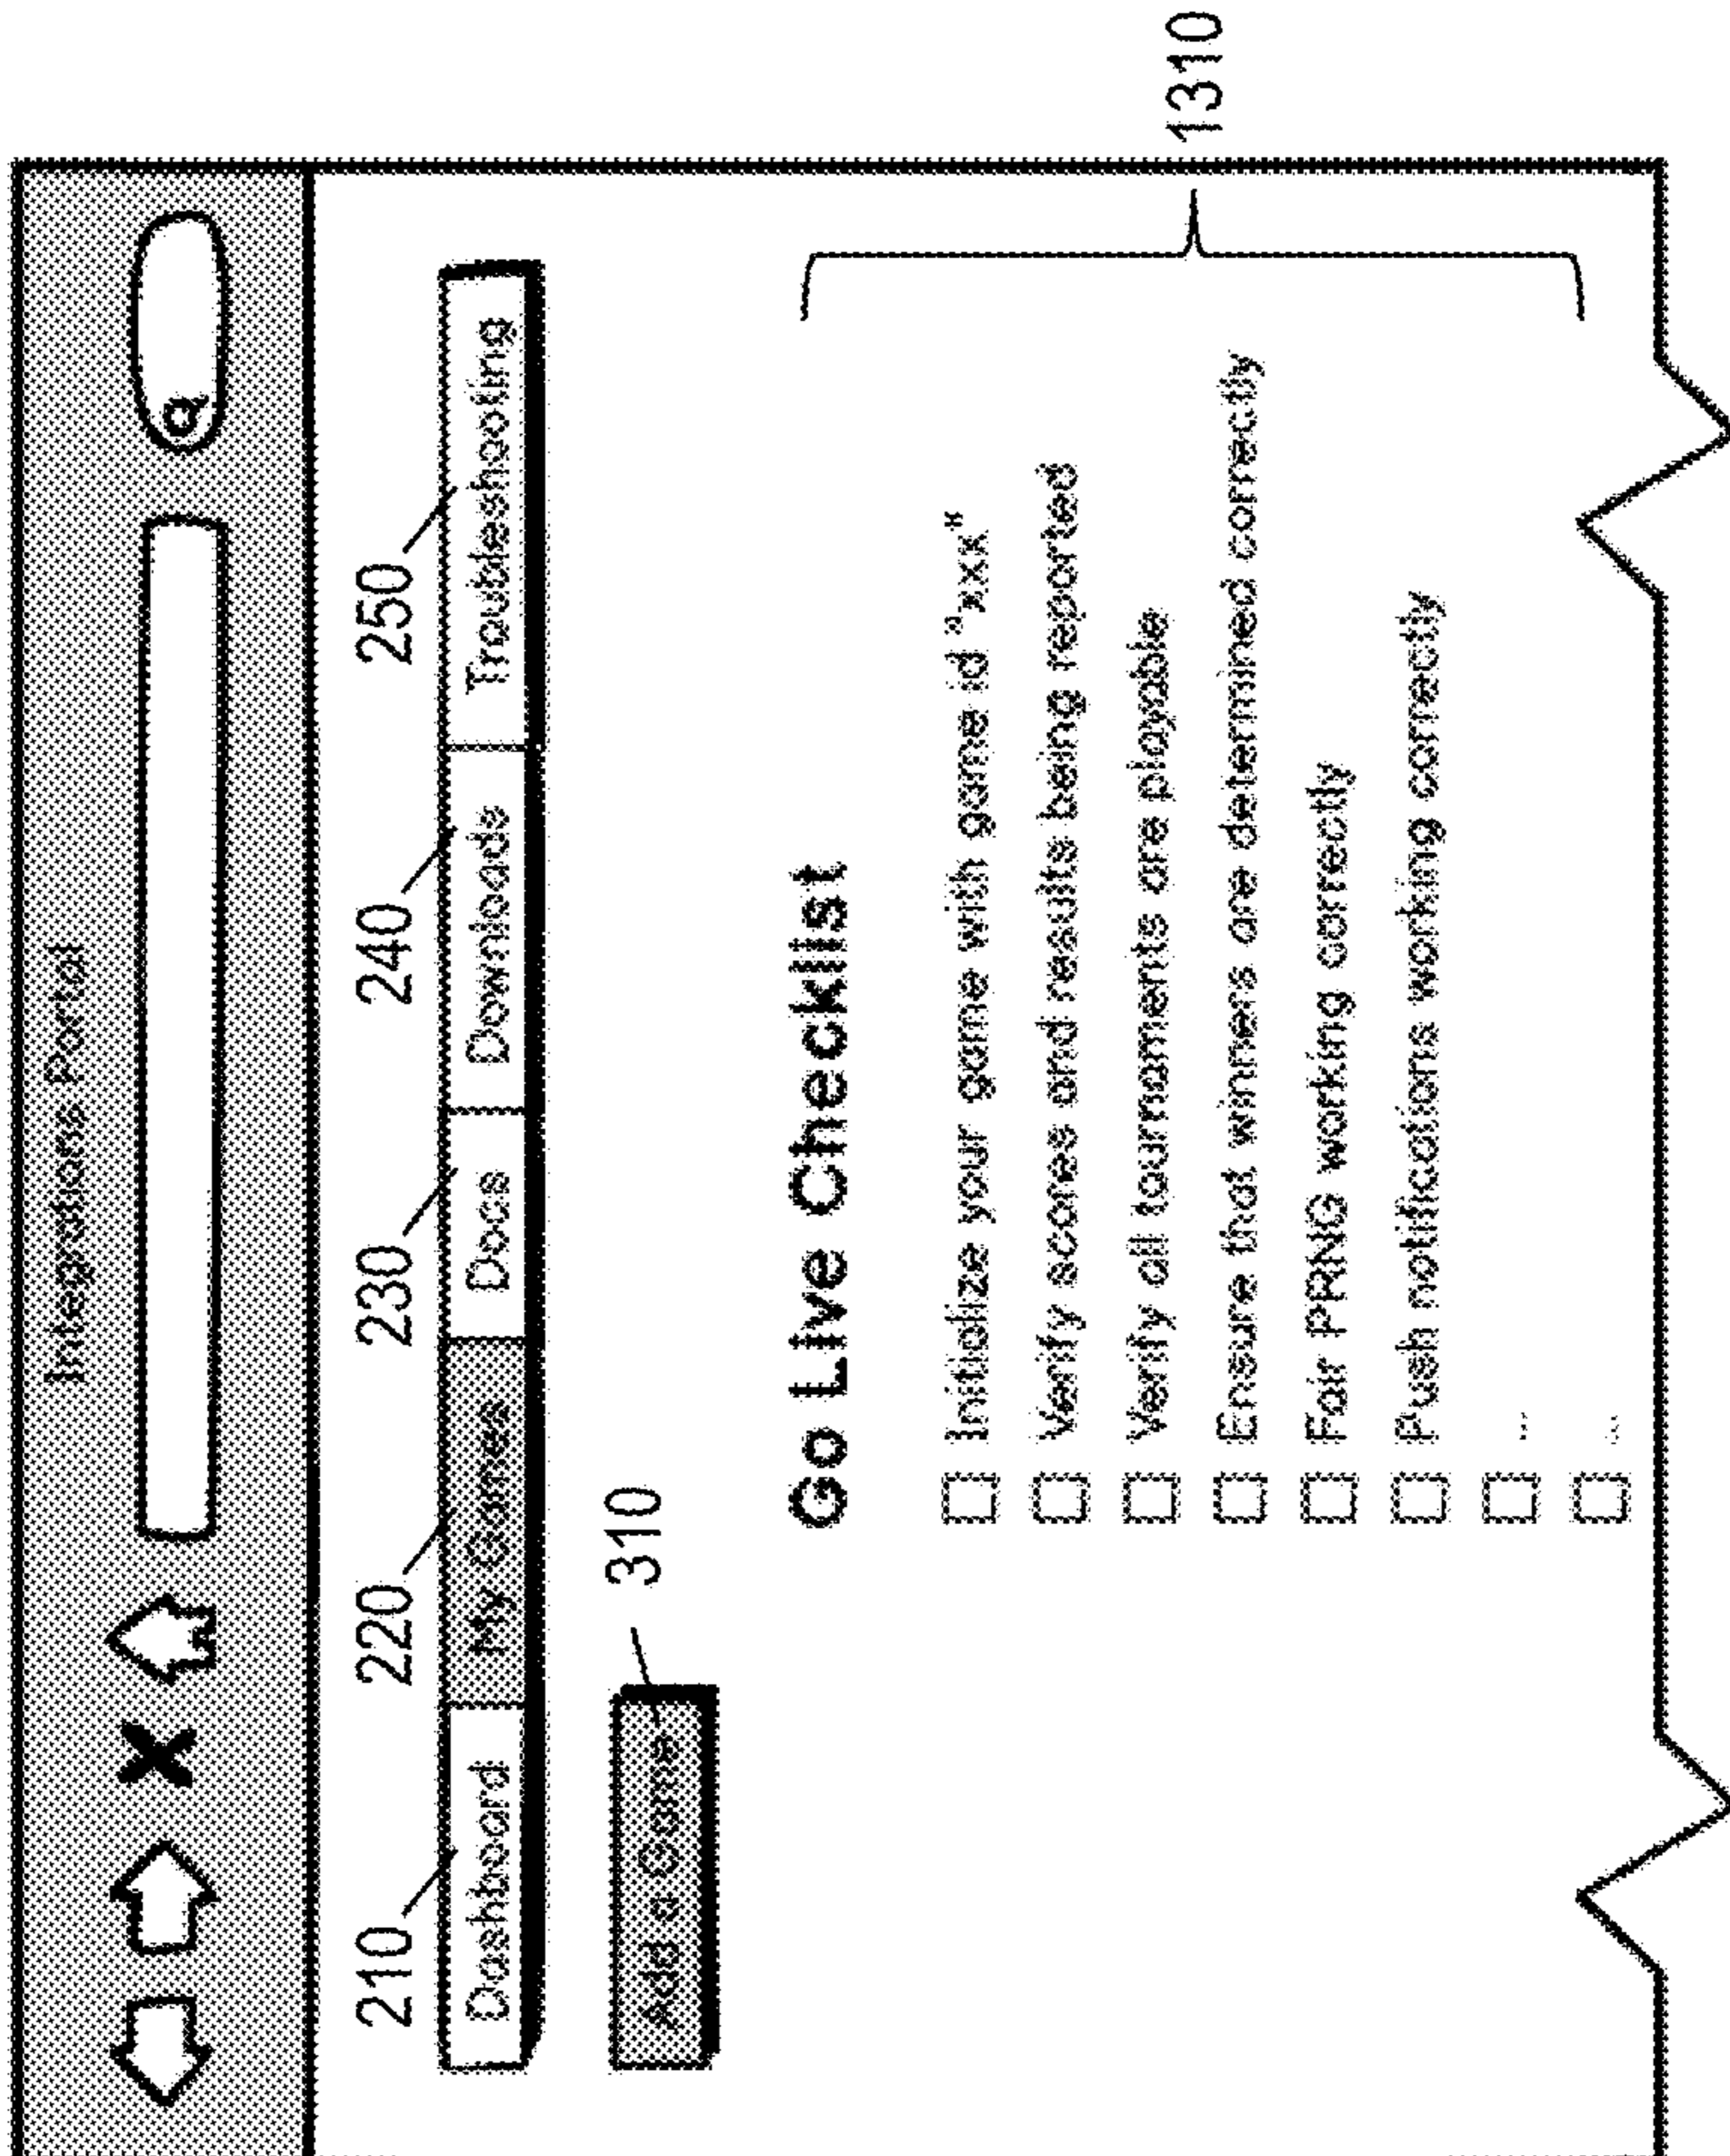 Integrations Portal
210 220 230 240 250
Dashboard My Games Docs Downloads Troubleshooting
310
Add a Game
Go Live Checklist
Initialize your game with game id "xxx"
Verify scores and results being reported
Verify all tournaments are playable
Ensure that winners are determined correctly
Fair PRNG working correctly
Push notifications working correctly
1310